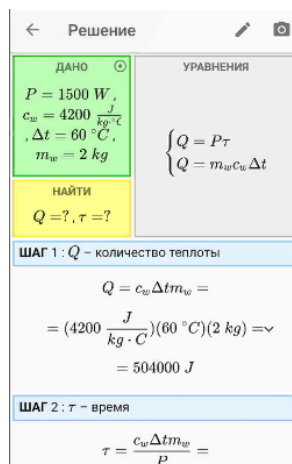 Решение
ДАНО
P = 1500 W,
c_w = 4200 J/(kg·°C)
, Δt = 60 °C,
m_w = 2 kg
УРАВНЕНИЯ
{Q = Pτ
Q = m_w c_w Δt
НАЙТИ
Q =?, τ =?
ШАГ 1 : Q – количество теплоты
Q = c_w Δt m_w =
= (4200 J/(kg · C))(60 °C)(2 kg) =
= 504000 J
ШАГ 2 : τ – время
τ = c_w Δt m_w / P =